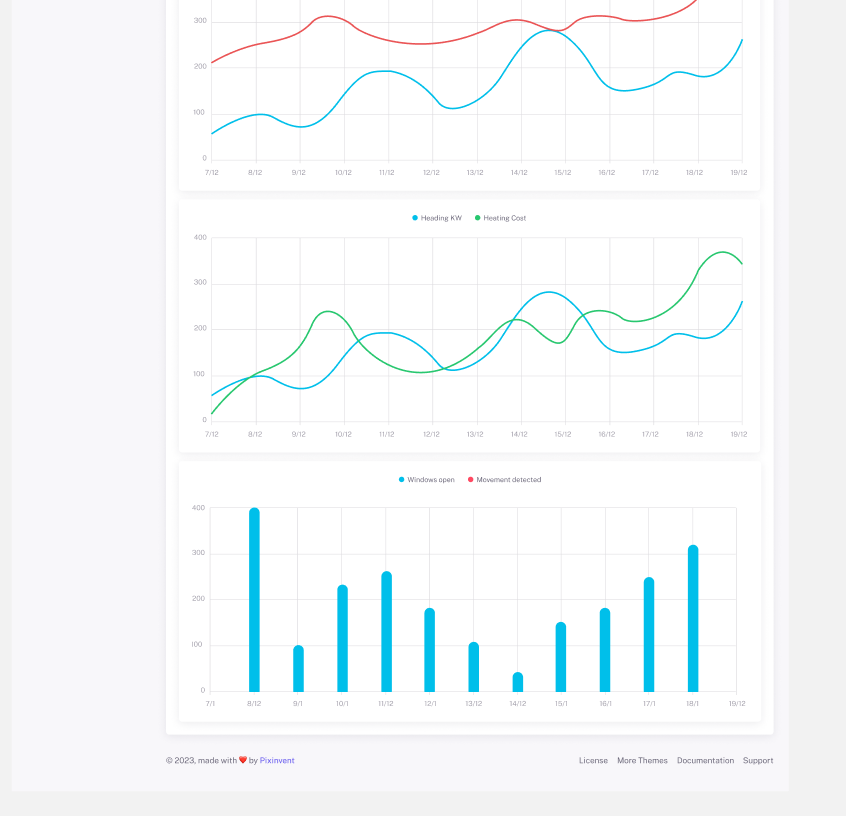 300
200
100
0
7/12 8/12 9/12 10/12 11/12 12/12 13/12 14/12 15/12 16/12 17/12 18/12 19/12
Heading KW Heating Cost
400
300
200
100
0
7/12 8/12 9/12 10/12 11/12 12/12 13/12 14/12 15/12 16/12 17/12 18/12 19/12
Windows open Movement detected
400
300
200
100
0
7/1 8/12 9/1 10/1 11/12 12/1 13/12 14/12 15/1 16/1 17/1 18/1 19/12
© 2023, made with ❤️ by Pixinvent License More Themes Documentation Support